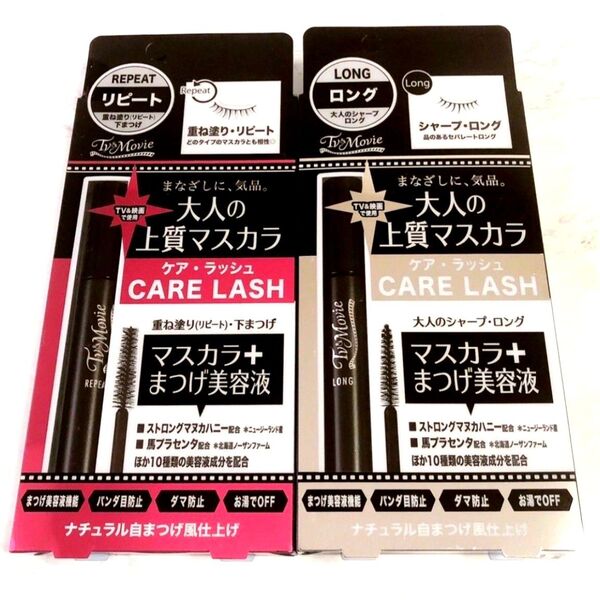 REPEAT
リピート
重ね塗り(リピート)
下まつげ
Tv&Movie
Repeat
重ね塗り・リピート
どのタイプのマスカラとも相性◎
TV&映画
で使用
まなざしに、気品。
大人の
上質マスカラ
ケア・ラッシュ
CARE LASH
重ね塗り(リピート)・下まつげ
マスカラ+
まつげ美容液
Tv&Movie
REPEAT
■ストロングマヌカハニー配合 ※ニュージーランド産
■馬プラセンタ配合 ※北海道ノーザンファーム
ほか10種類の美容液成分を配合
まつげ美容液機能
パンダ目防止
ダマ防止
お湯でOFF
ナチュラル自まつげ風仕上げ
LONG
ロング
大人のシャープ
ロング
Tv&Movie
Long
シャープ・ロング
品のあるセパレートロング
TV&映画
で使用
まなざしに、気品。
大人の
上質マスカラ
ケア・ラッシュ
CARE LASH
大人のシャープ・ロング
マスカラ+
まつげ美容液
Tv&Movie
LONG
■ストロングマヌカハニー配合 ※ニュージーランド産
■馬プラセンタ配合 ※北海道ノーザンファーム
ほか10種類の美容液成分を配合
まつげ美容液機能
パンダ目防止
ダマ防止
お湯でOFF
ナチュラル自まつげ風仕上げ